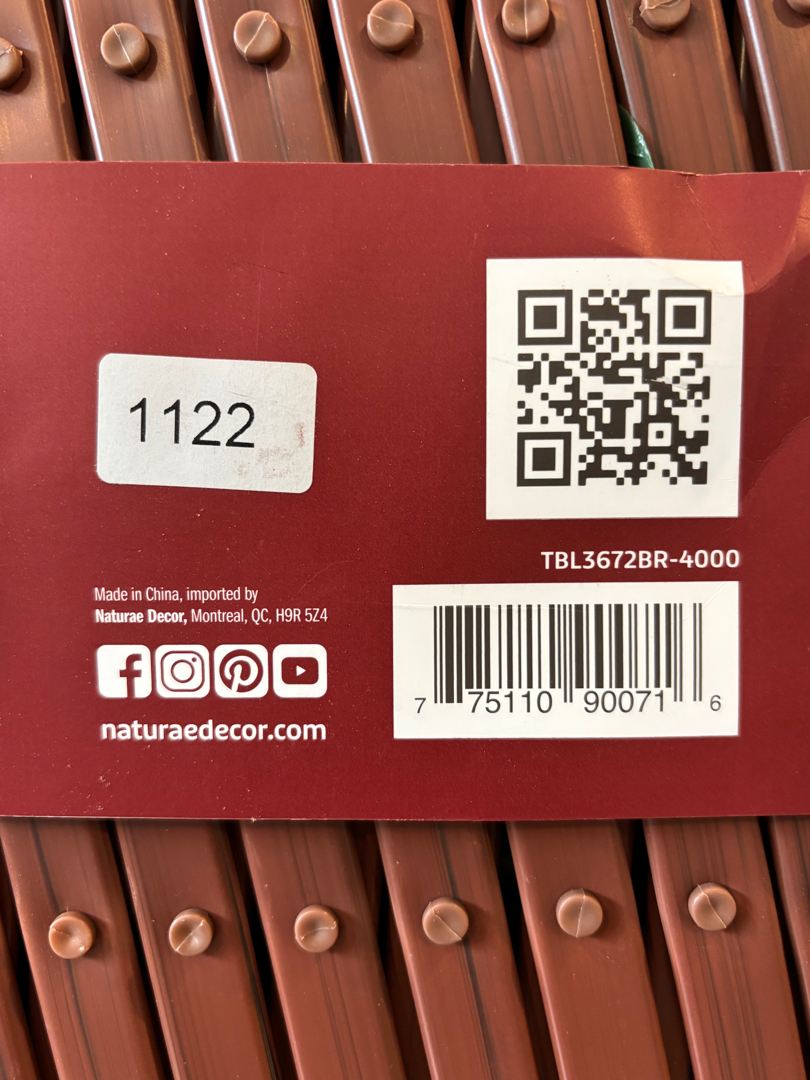 1122
TBL3672BR-4000
Made in China, imported by
Naturae Decor, Montreal, QC, H9R 5Z4
naturaedecor.com
7 75110 90071 6